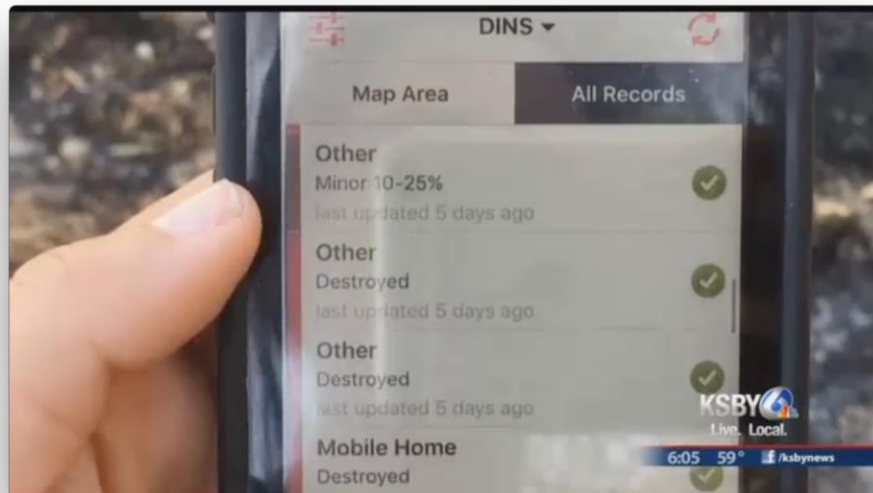 DINS
Map Area
All Records
Other
Minor 10-25%
last updated 5 days ago
Other
Destroyed
last updated 5 days ago
Other
Destroyed
last updated 5 days ago
Mobile Home
Destroyed
KSBY 6
Live. Local.
6:05 59° f /ksbynews